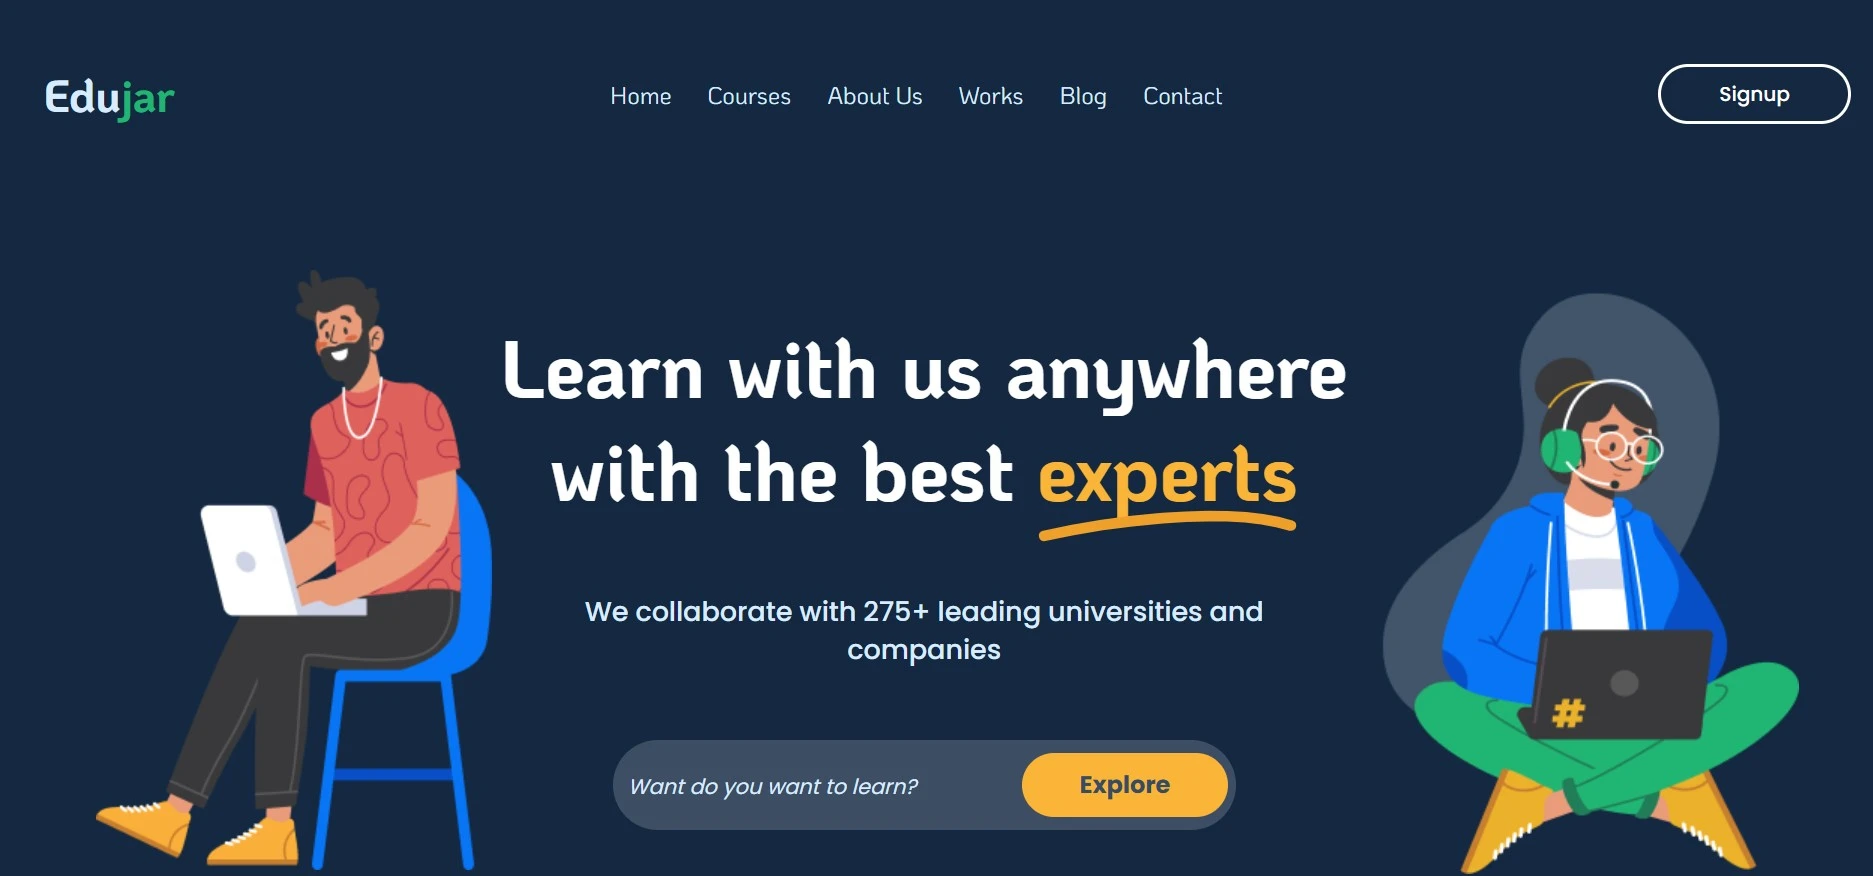 Edujar
Home Courses About Us Works Blog Contact
Signup
Learn with us anywhere
with the best experts
We collaborate with 275+ leading universities and
companies
Want do you want to learn?
Explore
#